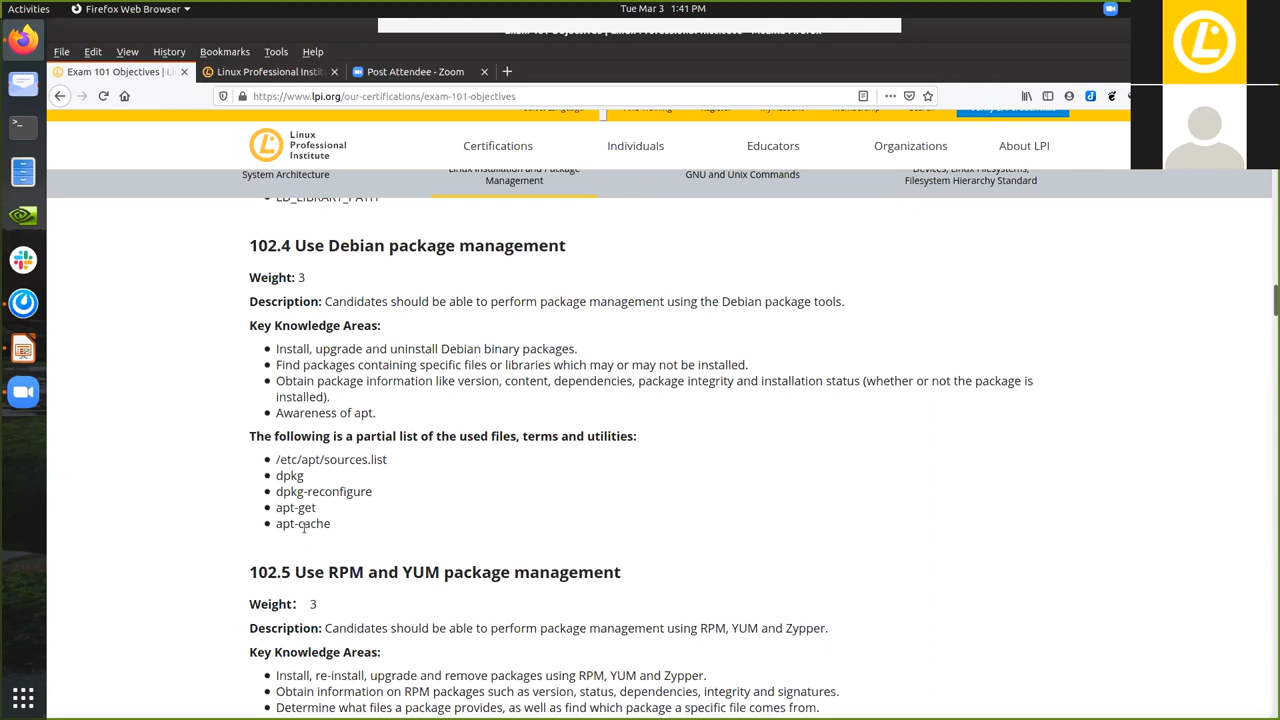 Activities
Firefox Web Browser
Tue Mar 3 1:41 PM
File Edit View History Bookmarks Tools Help
Exam 101 Objectives | Li
Linux Professional Instit
Post Attendee - Zoom
https://www.lpi.org/our-certifications/exam-101-objectives
Linux
Professional
Institute
Certifications
Individuals
Educators
Organizations
About LPI
System Architecture
Linux Installation and Package
Management
GNU and Unix Commands
Devices, Linux Filesystems,
Filesystem Hierarchy Standard
LD_LIBRARY_PATH
102.4 Use Debian package management
Weight: 3
Description: Candidates should be able to perform package management using the Debian package tools.
Key Knowledge Areas:
Install, upgrade and uninstall Debian binary packages.
Find packages containing specific files or libraries which may or may not be installed.
Obtain package information like version, content, dependencies, package integrity and installation status (whether or not the package is
installed).
Awareness of apt.
The following is a partial list of the used files, terms and utilities:
/etc/apt/sources.list
dpkg
dpkg-reconfigure
apt-get
apt-cache
102.5 Use RPM and YUM package management
Weight: 3
Description: Candidates should be able to perform package management using RPM, YUM and Zypper.
Key Knowledge Areas:
Install, re-install, upgrade and remove packages using RPM, YUM and Zypper.
Obtain information on RPM packages such as version, status, dependencies, integrity and signatures.
Determine what files a package provides, as well as find which package a specific file comes from.